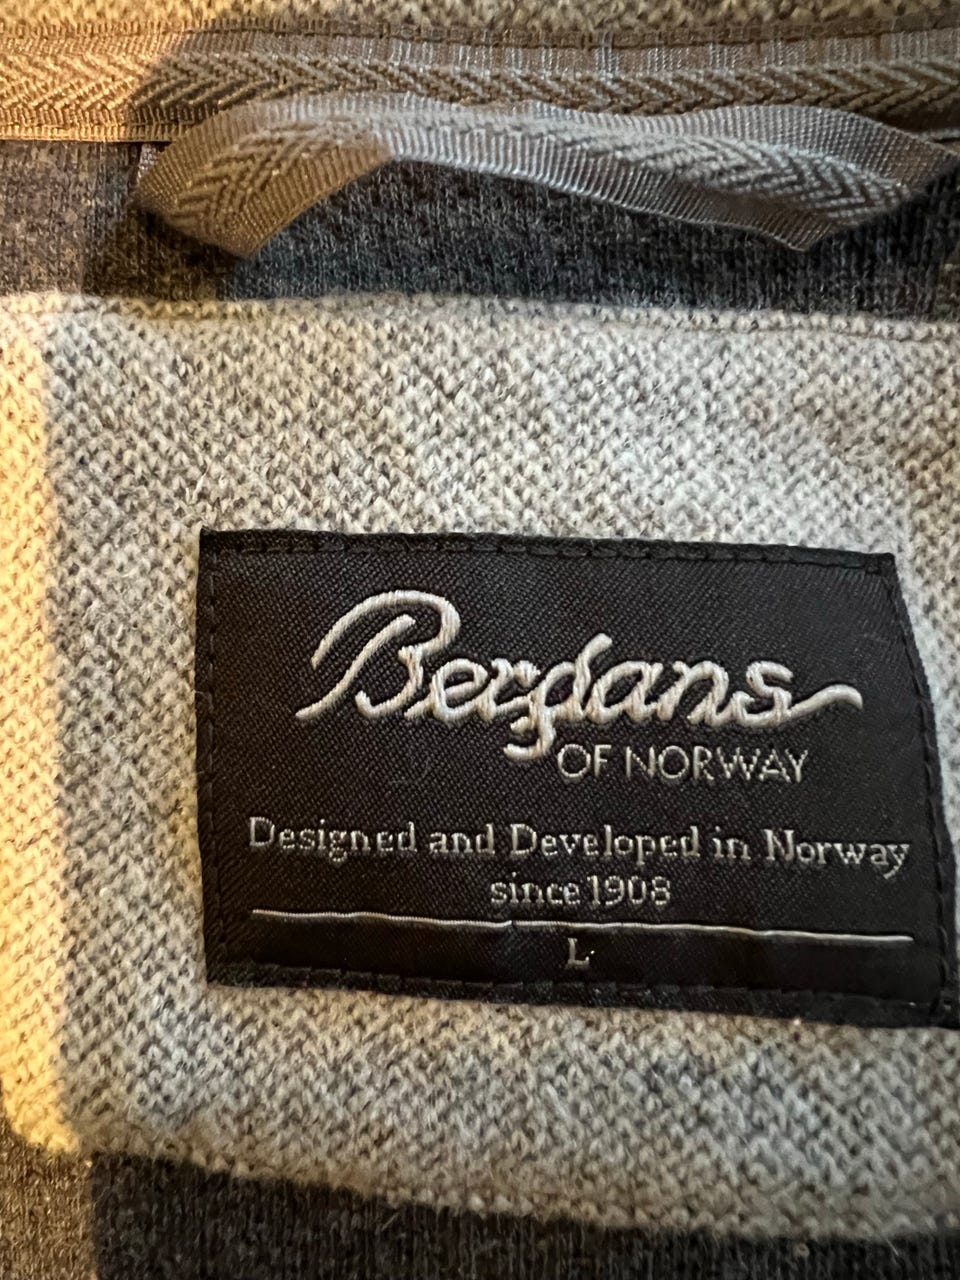 Bergans
OF NORWAY
Designed and Developed in Norway
since 1908
L